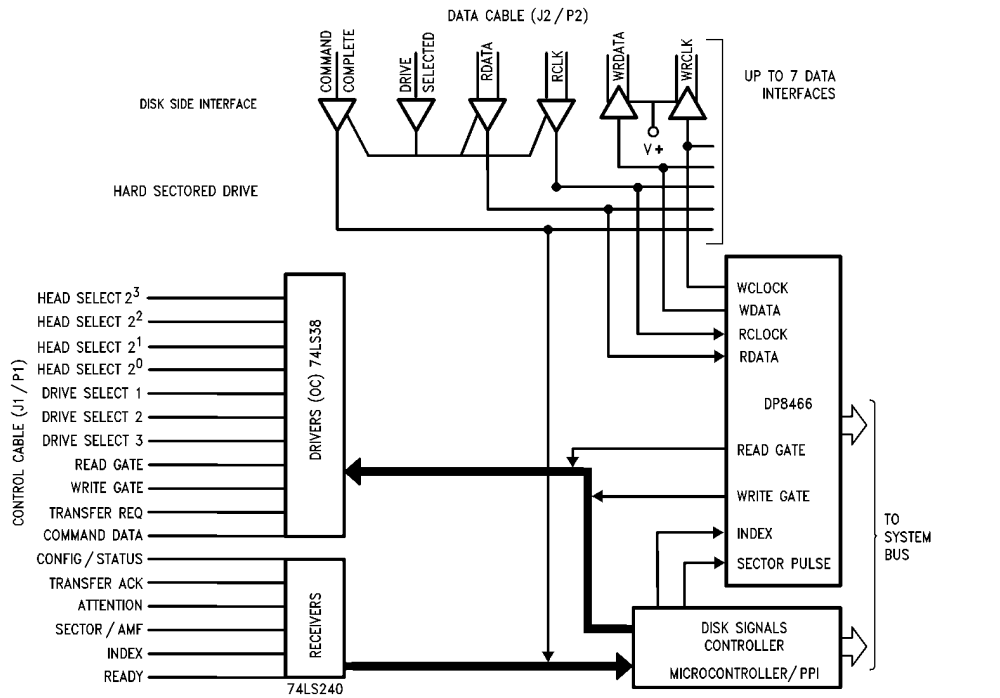 DATA CABLE (J2/P2)
COMMAND
COMPLETE
DRIVE
SELECTED
RDATA
RCLK
WRDATA
WRCLK
UP TO 7 DATA
INTERFACES
DISK SIDE INTERFACE
V+
HARD SECTORED DRIVE
CONTROL CABLE (J1/P1)
HEAD SELECT 2³
HEAD SELECT 2²
HEAD SELECT 2¹
HEAD SELECT 2⁰
DRIVE SELECT 1
DRIVE SELECT 2
DRIVE SELECT 3
READ GATE
WRITE GATE
TRANSFER REQ
COMMAND DATA
CONFIG/STATUS
TRANSFER ACK
ATTENTION
SECTOR/AMF
INDEX
READY
DRIVERS (OC) 74LS38
RECEIVERS
74LS240
WCLOCK
WDATA
RCLOCK
RDATA
DP8466
READ GATE
WRITE GATE
INDEX
SECTOR PULSE
TO
SYSTEM
BUS
DISK SIGNALS
CONTROLLER
MICROCONTROLLER/PPI